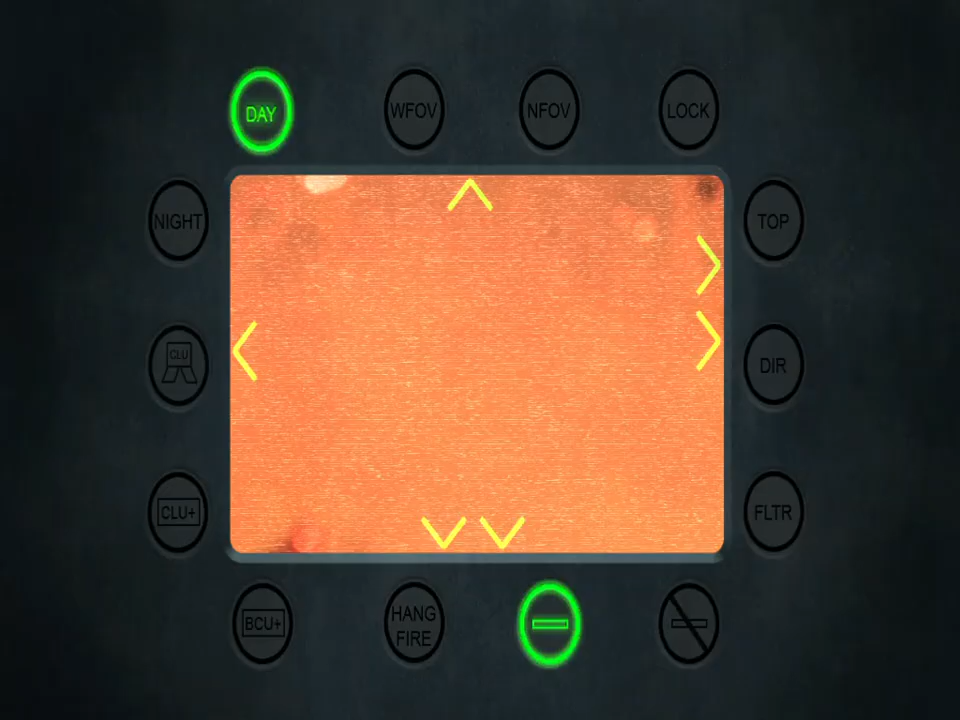 DAY
WFOV
NFOV
LOCK
NIGHT
TOP
CLU
DIR
CLU+
FLTR
BCU+
HANG
FIRE